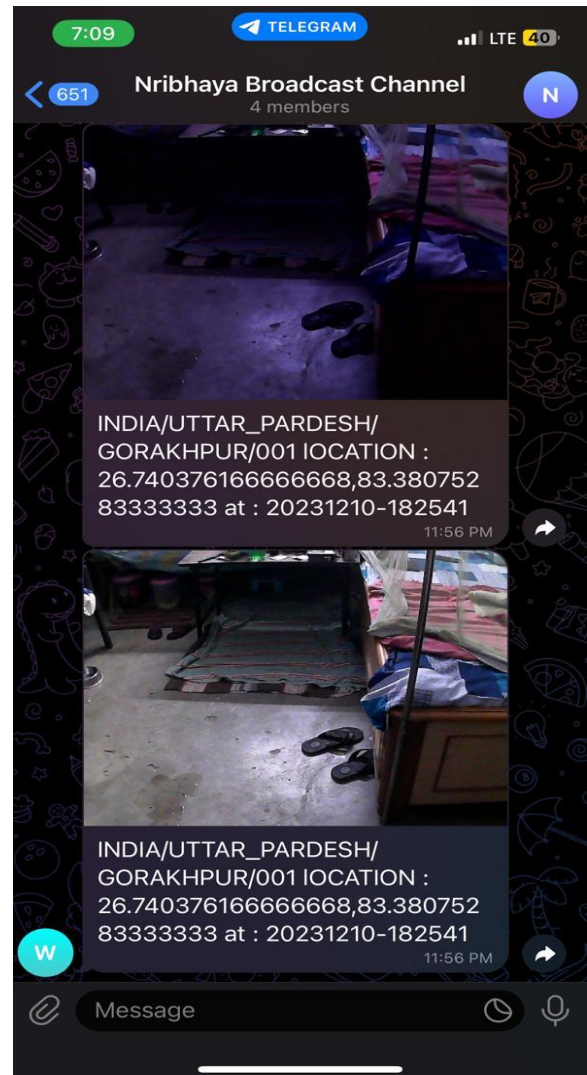 7:09
TELEGRAM
LTE 40
651
Nribhaya Broadcast Channel
4 members
N
INDIA/UTTAR_PARDESH/
GORAKHPUR/001 lOCATION :
26.740376166666668,83.380752
83333333 at : 20231210-182541
11:56 PM
INDIA/UTTAR_PARDESH/
GORAKHPUR/001 lOCATION :
26.740376166666668,83.380752
83333333 at : 20231210-182541
11:56 PM
W
Message